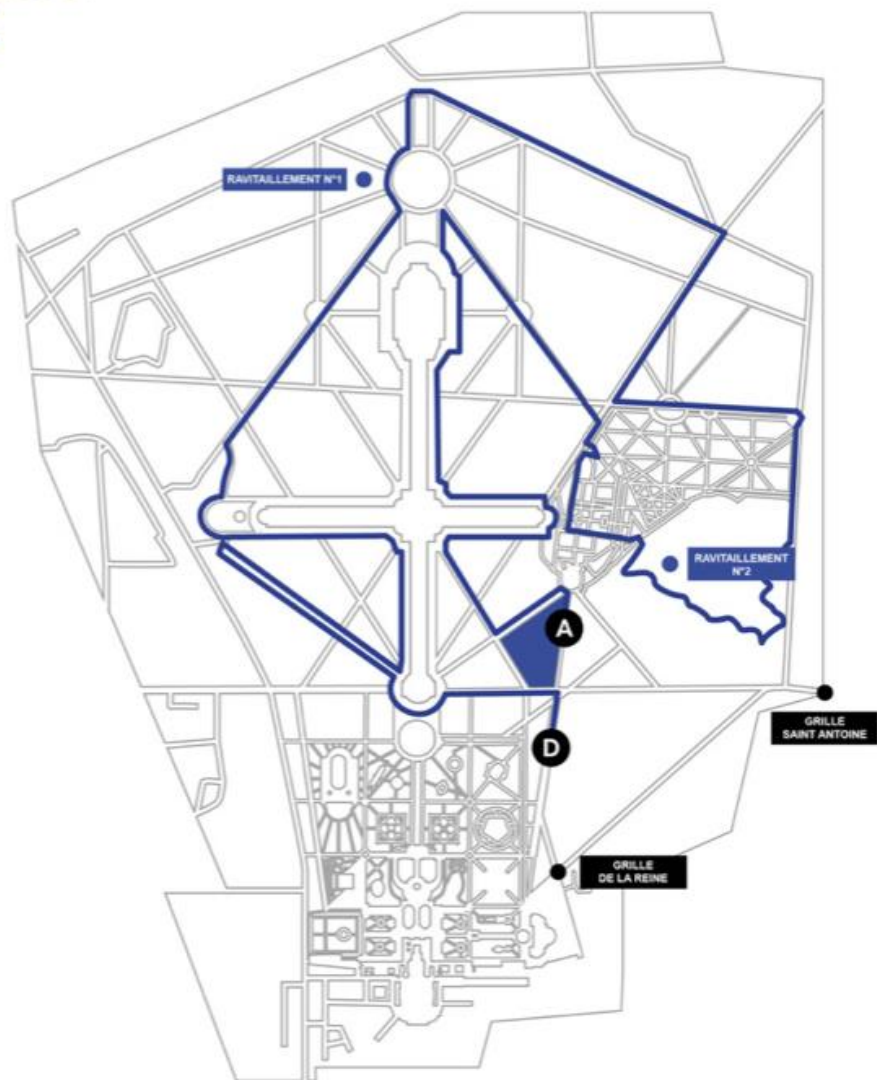 RAVITAILLEMENT N°1
RAVITAILLEMENT
N°2
A
GRILLE
SAINT ANTOINE
D
GRILLE
DE LA REINE